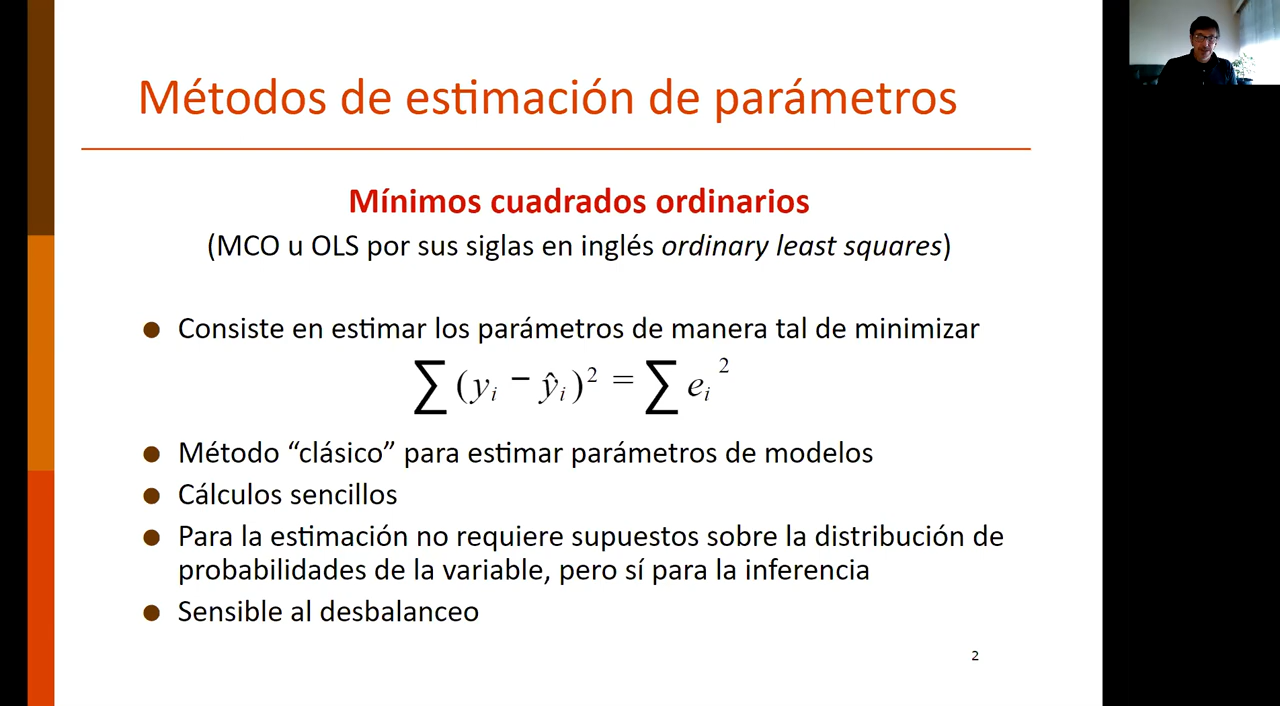 Métodos de estimación de parámetros
Mínimos cuadrados ordinarios
(MCO u OLS por sus siglas en inglés ordinary least squares)
● Consiste en estimar los parámetros de manera tal de minimizar
∑ (yᵢ − ŷᵢ)² = ∑ eᵢ²
● Método “clásico” para estimar parámetros de modelos
● Cálculos sencillos
● Para la estimación no requiere supuestos sobre la distribución de
probabilidades de la variable, pero sí para la inferencia
● Sensible al desbalanceo
2